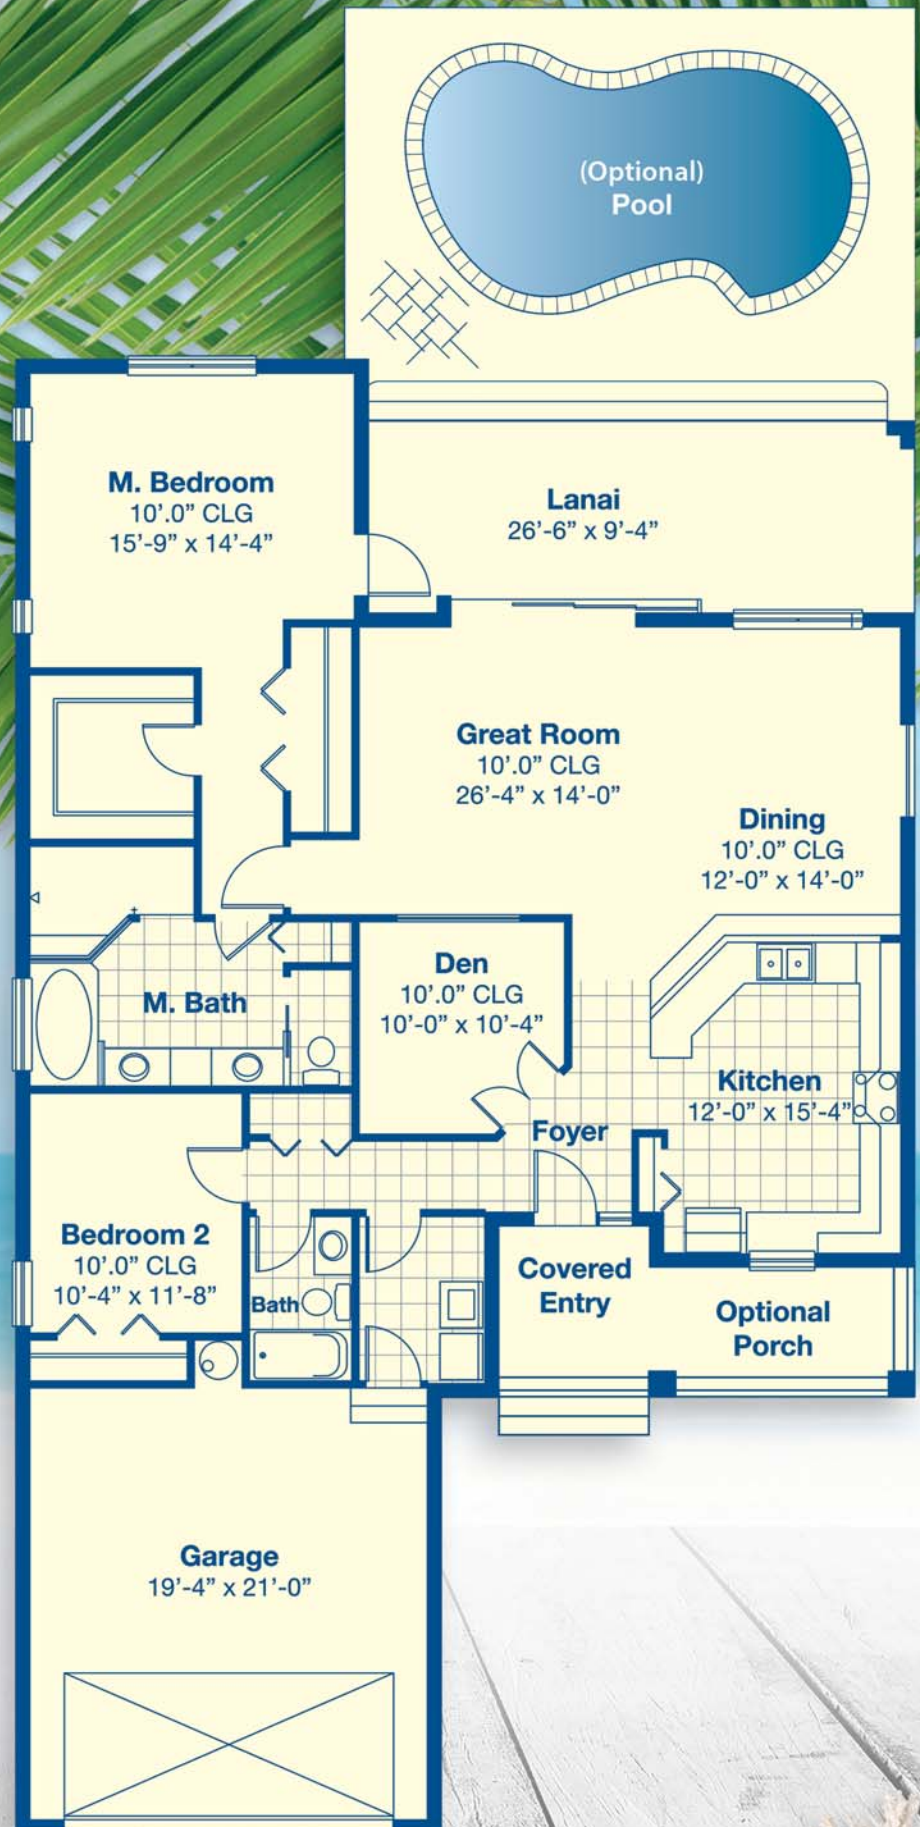 (Optional)
Pool
M. Bedroom
10’.0” CLG
15’-9” x 14’-4”
Lanai
26’-6” x 9’-4”
Great Room
10’.0” CLG
26’-4” x 14’-0”
Dining
10’.0” CLG
12’-0” x 14’-0”
Den
10’.0” CLG
10’-0” x 10’-4”
M. Bath
Kitchen
12’-0” x 15’-4”
Foyer
Bedroom 2
10’.0” CLG
10’-4” x 11’-8”
Bath
Covered
Entry
Optional
Porch
Garage
19’-4” x 21’-0”